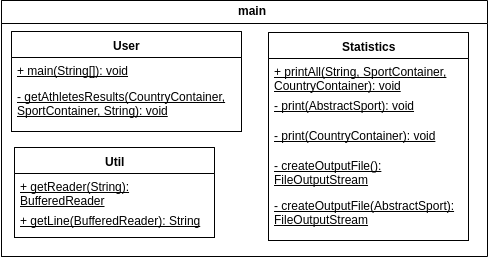 main
User
+ main(String[]): void
- getAthletesResults(CountryContainer,
SportContainer, String): void
Util
+ getReader(String):
BufferedReader
+ getLine(BufferedReader): String
Statistics
+ printAll(String, SportContainer,
CountryContainer): void
- print(AbstractSport): void
- print(CountryContainer): void
- createOutputFile():
FileOutputStream
- createOutputFile(AbstractSport):
FileOutputStream